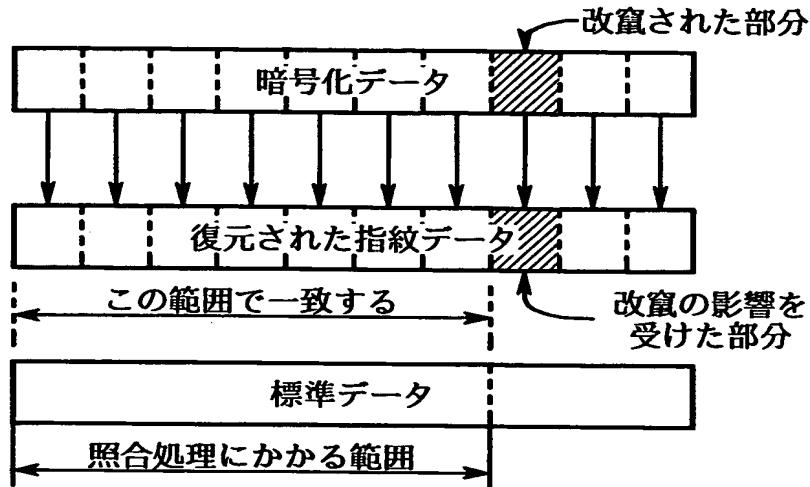 改竄された部分
暗号化データ
復元された指紋データ
この範囲で一致する
改竄の影響を
受けた部分
標準データ
照合処理にかかる範囲